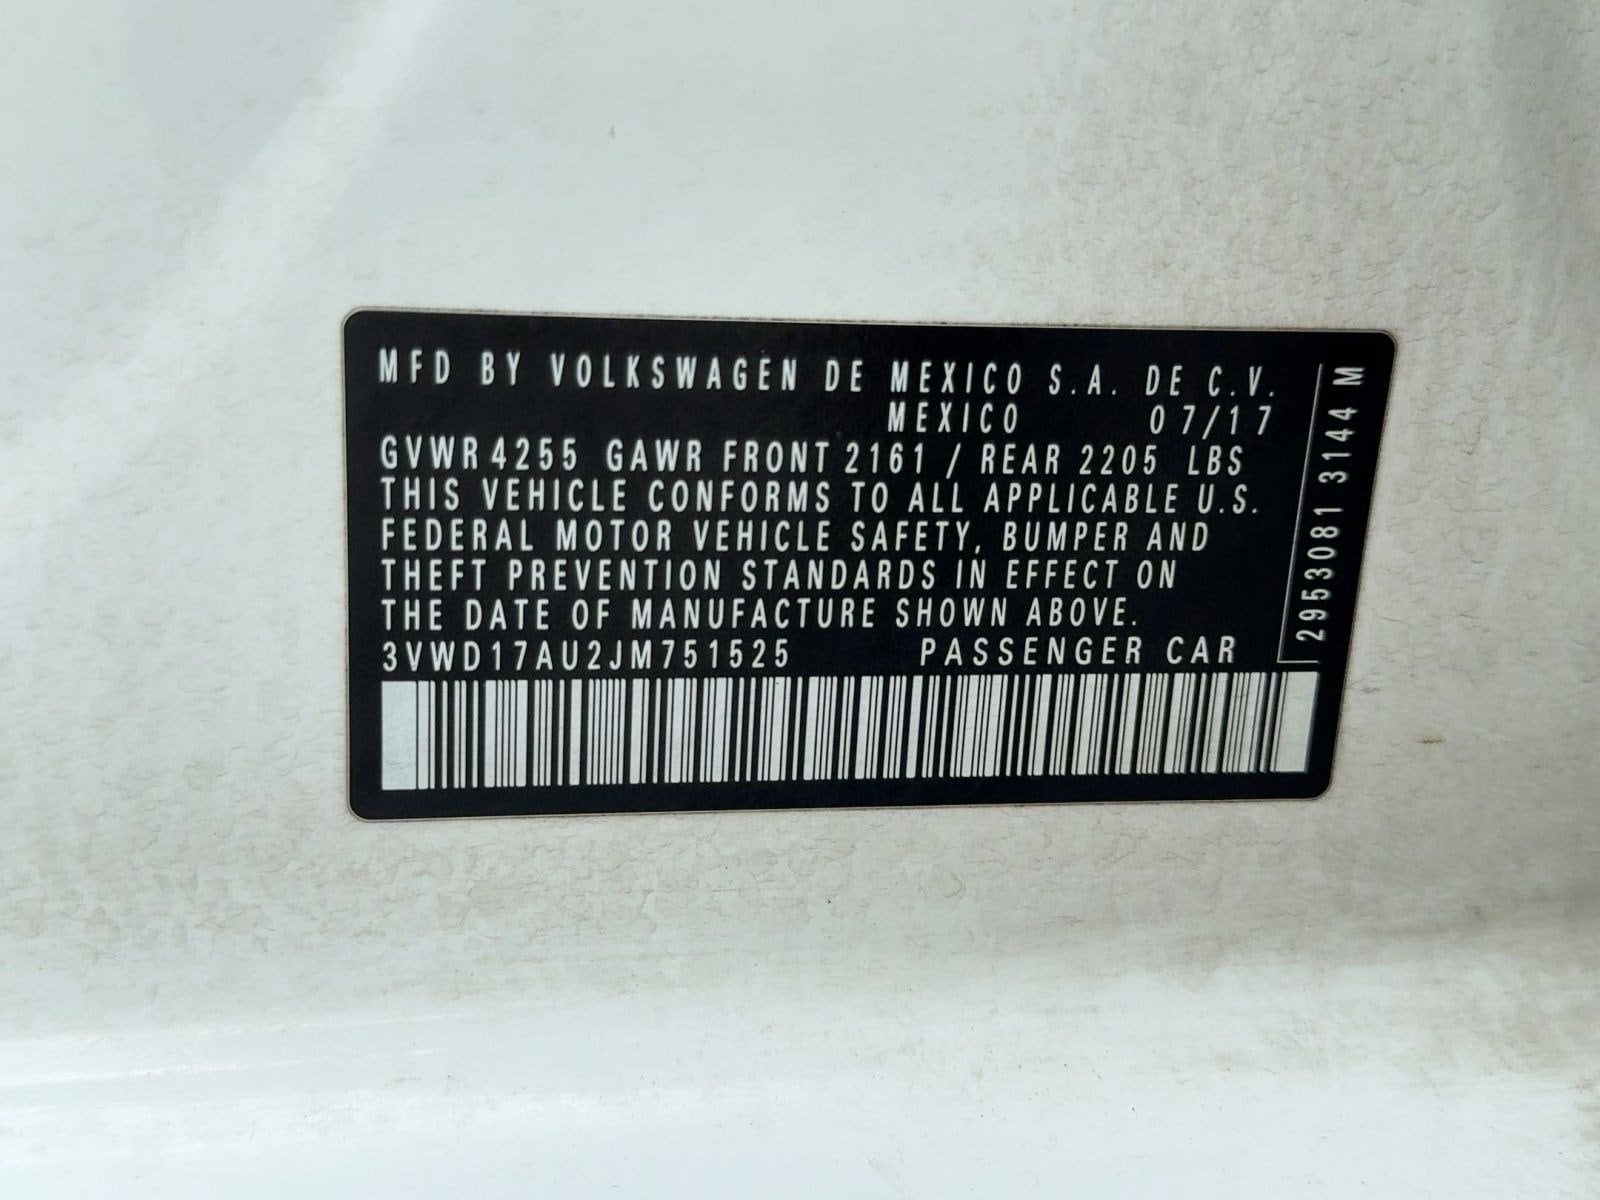 MFD BY VOLKSWAGEN DE MEXICO S.A. DE C.V.
MEXICO 07/17
GVWR 4255 GAWR FRONT 2161 / REAR 2205 LBS
THIS VEHICLE CONFORMS TO ALL APPLICABLE U.S.
FEDERAL MOTOR VEHICLE SAFETY, BUMPER AND
THEFT PREVENTION STANDARDS IN EFFECT ON
THE DATE OF MANUFACTURE SHOWN ABOVE.
3VWD17AU2JM751525 PASSENGER CAR
2953081 3144 M